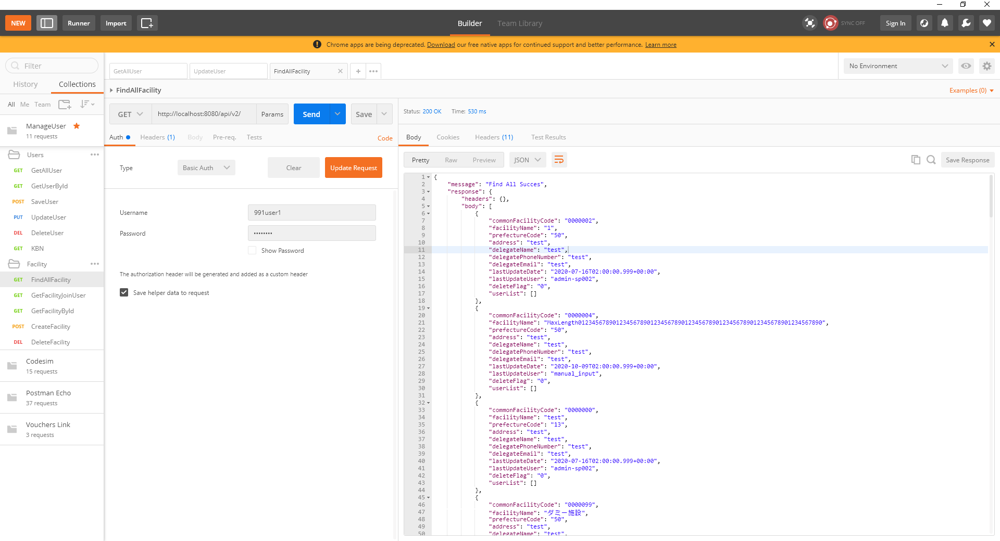 NEW
Runner
Import
Builder
Team Library
SYNC OFF
Sign In
Chrome apps are being deprecated. Download our free native apps for continued support and better performance. Learn more
Filter
History
Collections
All
Me
Team
ManageUser
11 requests
Users
GET GetAllUser
GET GetUserById
POST SaveUser
PUT UpdateUser
DEL DeleteUser
GET KBN
Facility
GET FindAllFacility
GET GetFacilityJoinUser
GET GetFacilityById
POST CreateFacility
DEL DeleteFacility
Codesim
15 requests
Postman Echo
37 requests
Vouchers Link
3 requests
GetAllUser
UpdateUser
FindAllFacility
No Environment
FindAllFacility
Examples (0)
GET
http://localhost:8080/api/v2/
Params
Send
Save
Auth
Headers (1)
Body
Pre-req.
Tests
Code
Type
Basic Auth
Clear
Update Request
Username
991user1
Password
••••••••
Show Password
The authorization header will be generated and added as a custom header
Save helper data to request
Status: 200 OK
Time: 530 ms
Body
Cookies
Headers (11)
Test Results
Pretty
Raw
Preview
JSON
Save Response
1 {
2 "message": "Find All Succes",
3 "response": {
4 "headers": {},
5 "body": [
6 {
7 "commonFacilityCode": "0000002",
8 "facilityName": "1",
9 "prefectureCode": "50",
10 "address": "test",
11 "delegateName": "test",
12 "delegatePhoneNumber": "test",
13 "delegateEmail": "test",
14 "lastUpdateDate": "2020-07-16T02:00:00.999+00:00",
15 "lastUpdateUser": "admin-sp002",
16 "deleteFlag": "0",
17 "userList": []
18 },
19 {
20 "commonFacilityCode": "0000004",
21 "facilityName": "MaxLength01234567890123456789012345678901234567890123456789012345678901234567890",
22 "prefectureCode": "50",
23 "address": "test",
24 "delegateName": "test",
25 "delegatePhoneNumber": "test",
26 "delegateEmail": "test",
27 "lastUpdateDate": "2020-10-09T02:00:00.999+00:00",
28 "lastUpdateUser": "manual_input",
29 "deleteFlag": "0",
30 "userList": []
31 },
32 {
33 "commonFacilityCode": "0000000",
34 "facilityName": "test",
35 "prefectureCode": "13",
36 "address": "test",
37 "delegateName": "test",
38 "delegatePhoneNumber": "test",
39 "delegateEmail": "test",
40 "lastUpdateDate": "2020-07-16T02:00:00.999+00:00",
41 "lastUpdateUser": "admin-sp002",
42 "deleteFlag": "0",
43 "userList": []
44 },
45 {
46 "commonFacilityCode": "0000099",
47 "facilityName": "ダミー施設",
48 "prefectureCode": "50",
49 "address": "test",
50 "delegateName": "test",